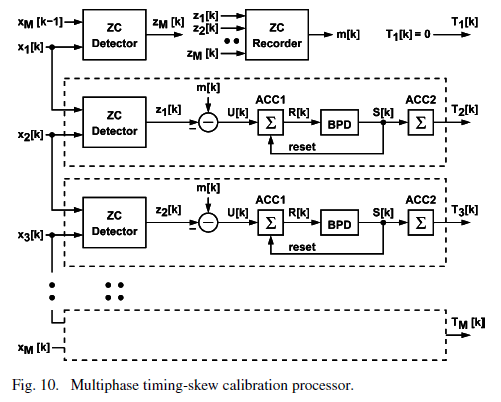 x_M [k−1] ZC Detector z_M [k] z_1[k] z_2[k] z_M [k] ZC Recorder m[k] T_1[k] = 0 T_1[k]
x_1[k]
m[k]
x_2[k] ZC Detector z_1[k] − U[k] ACC1 Σ R[k] BPD S[k] ACC2 Σ T_2[k]
reset
m[k]
x_3[k] ZC Detector z_2[k] − U[k] ACC1 Σ R[k] BPD S[k] ACC2 Σ T_3[k]
reset
x_M [k] T_M [k]
Fig. 10. Multiphase timing-skew calibration processor.